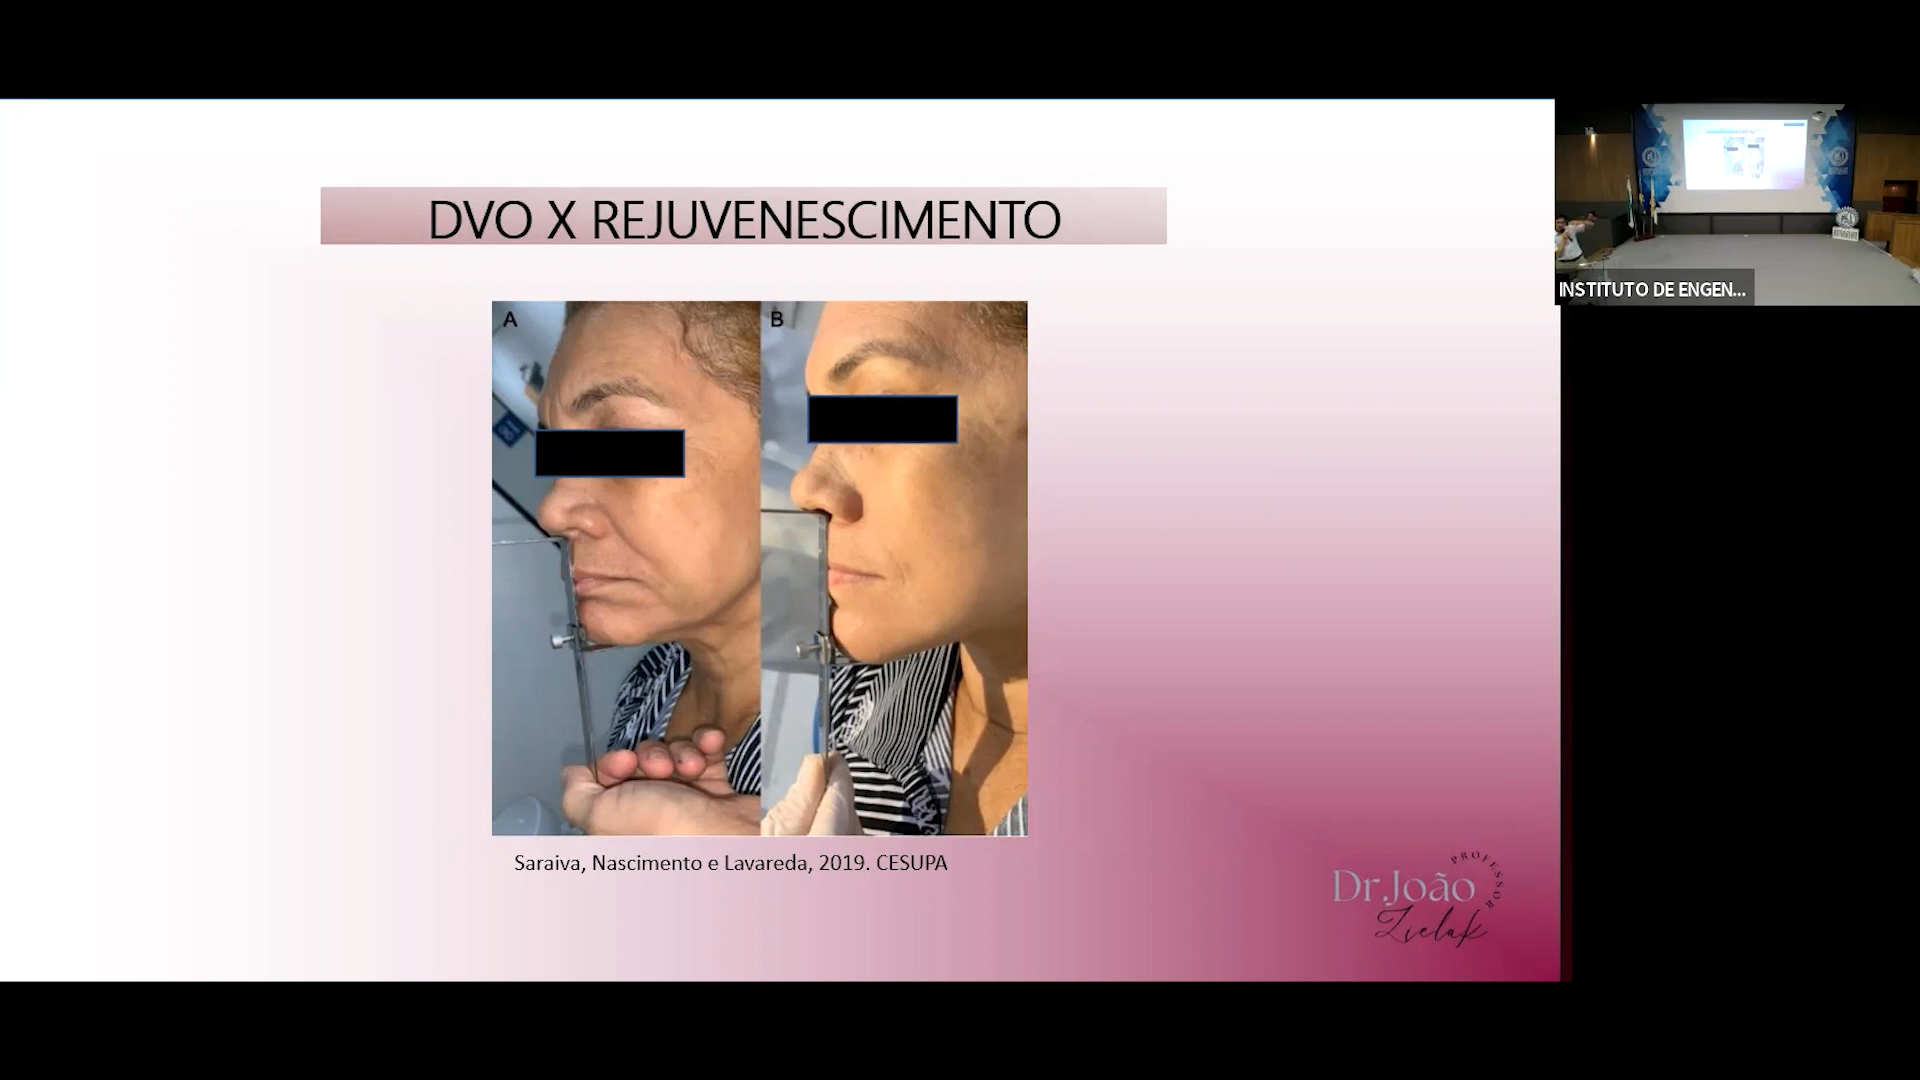 DVO X REJUVENESCIMENTO
A
B
Saraiva, Nascimento e Lavareda, 2019. CESUPA
PROFESSOR
Dr.João
Zielak
INSTITUTO DE ENGEN...